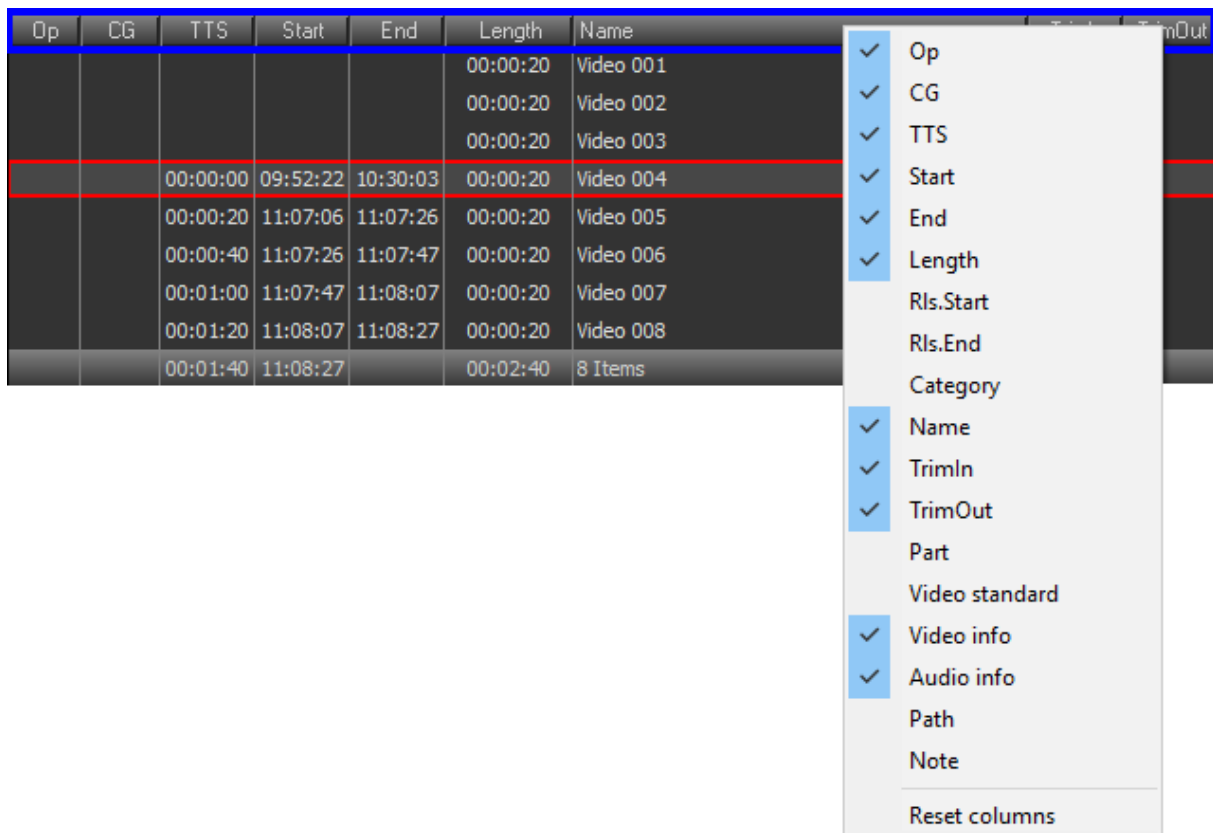 Op CG TTS Start End Length Name TrimOut
00:00:20 Video 001
00:00:20 Video 002
00:00:20 Video 003
00:00:00 09:52:22 10:30:03 00:00:20 Video 004
00:00:20 11:07:06 11:07:26 00:00:20 Video 005
00:00:40 11:07:26 11:07:47 00:00:20 Video 006
00:01:00 11:07:47 11:08:07 00:00:20 Video 007
00:01:20 11:08:07 11:08:27 00:00:20 Video 008
00:01:40 11:08:27 00:02:40 8 Items
Op
CG
TTS
Start
End
Length
Rls.Start
Rls.End
Category
Name
TrimIn
TrimOut
Part
Video standard
Video info
Audio info
Path
Note
Reset columns